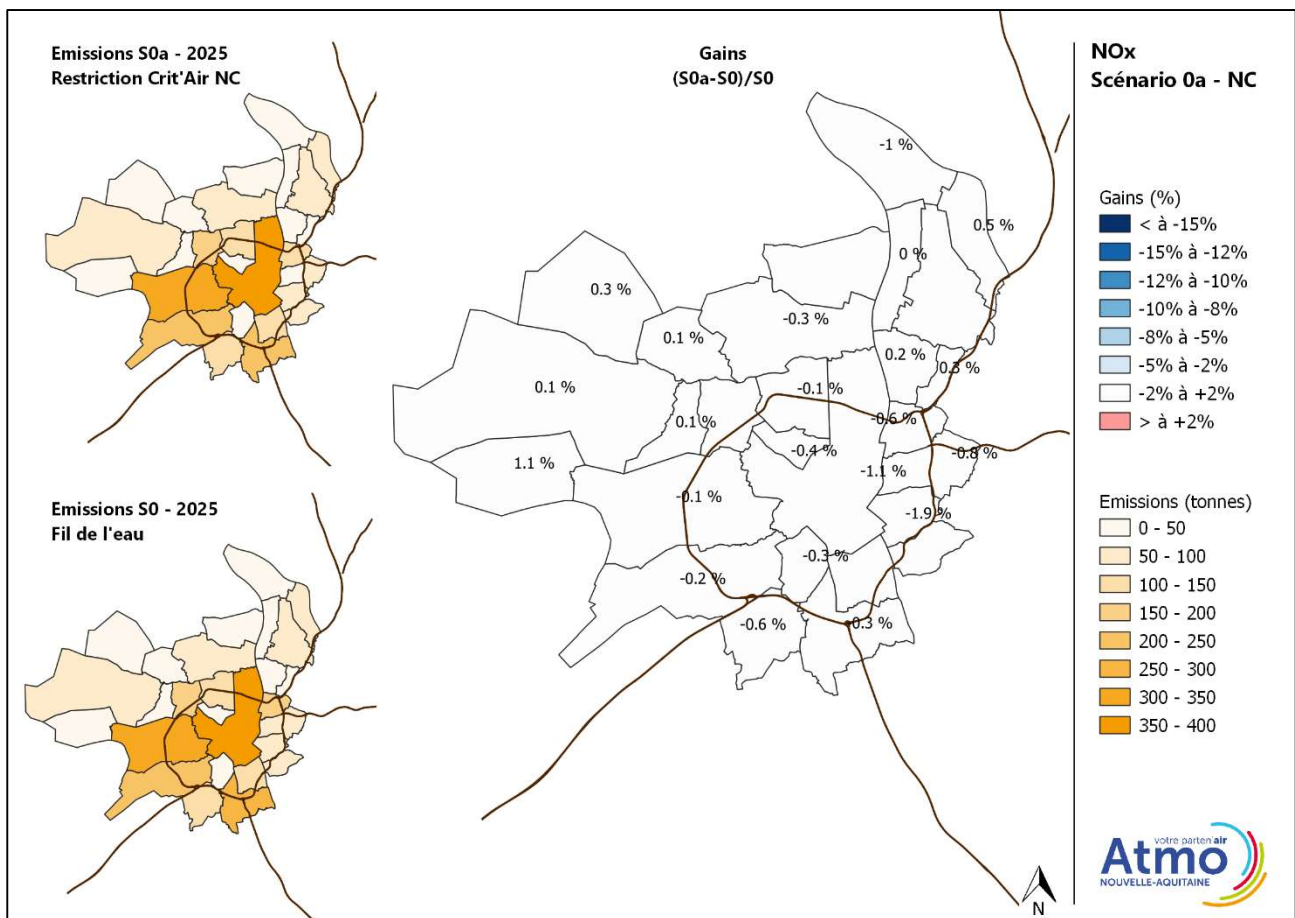 Emissions S0a - 2025
Restriction Crit'Air NC
Gains
(S0a-S0)/S0
NOx
Scénario 0a - NC
-1 %
0.5 %
0 %
0.3 %
-0.3 %
0.1 %
0.2 %
0.3 %
0.1 %
-0.1 %
0.1 %
-0.6 %
-0.4 %
-0.8 %
1.1 %
-1.1 %
-0.1 %
-1.9 %
-0.3 %
-0.2 %
-0.6 %
-0.3 %
Gains (%)
< à -15%
-15% à -12%
-12% à -10%
-10% à -8%
-8% à -5%
-5% à -2%
-2% à +2%
> à +2%
Emissions S0 - 2025
Fil de l'eau
Emissions (tonnes)
0 - 50
50 - 100
100 - 150
150 - 200
200 - 250
250 - 300
300 - 350
350 - 400
votre parten'air
Atmo
NOUVELLE-AQUITAINE
N